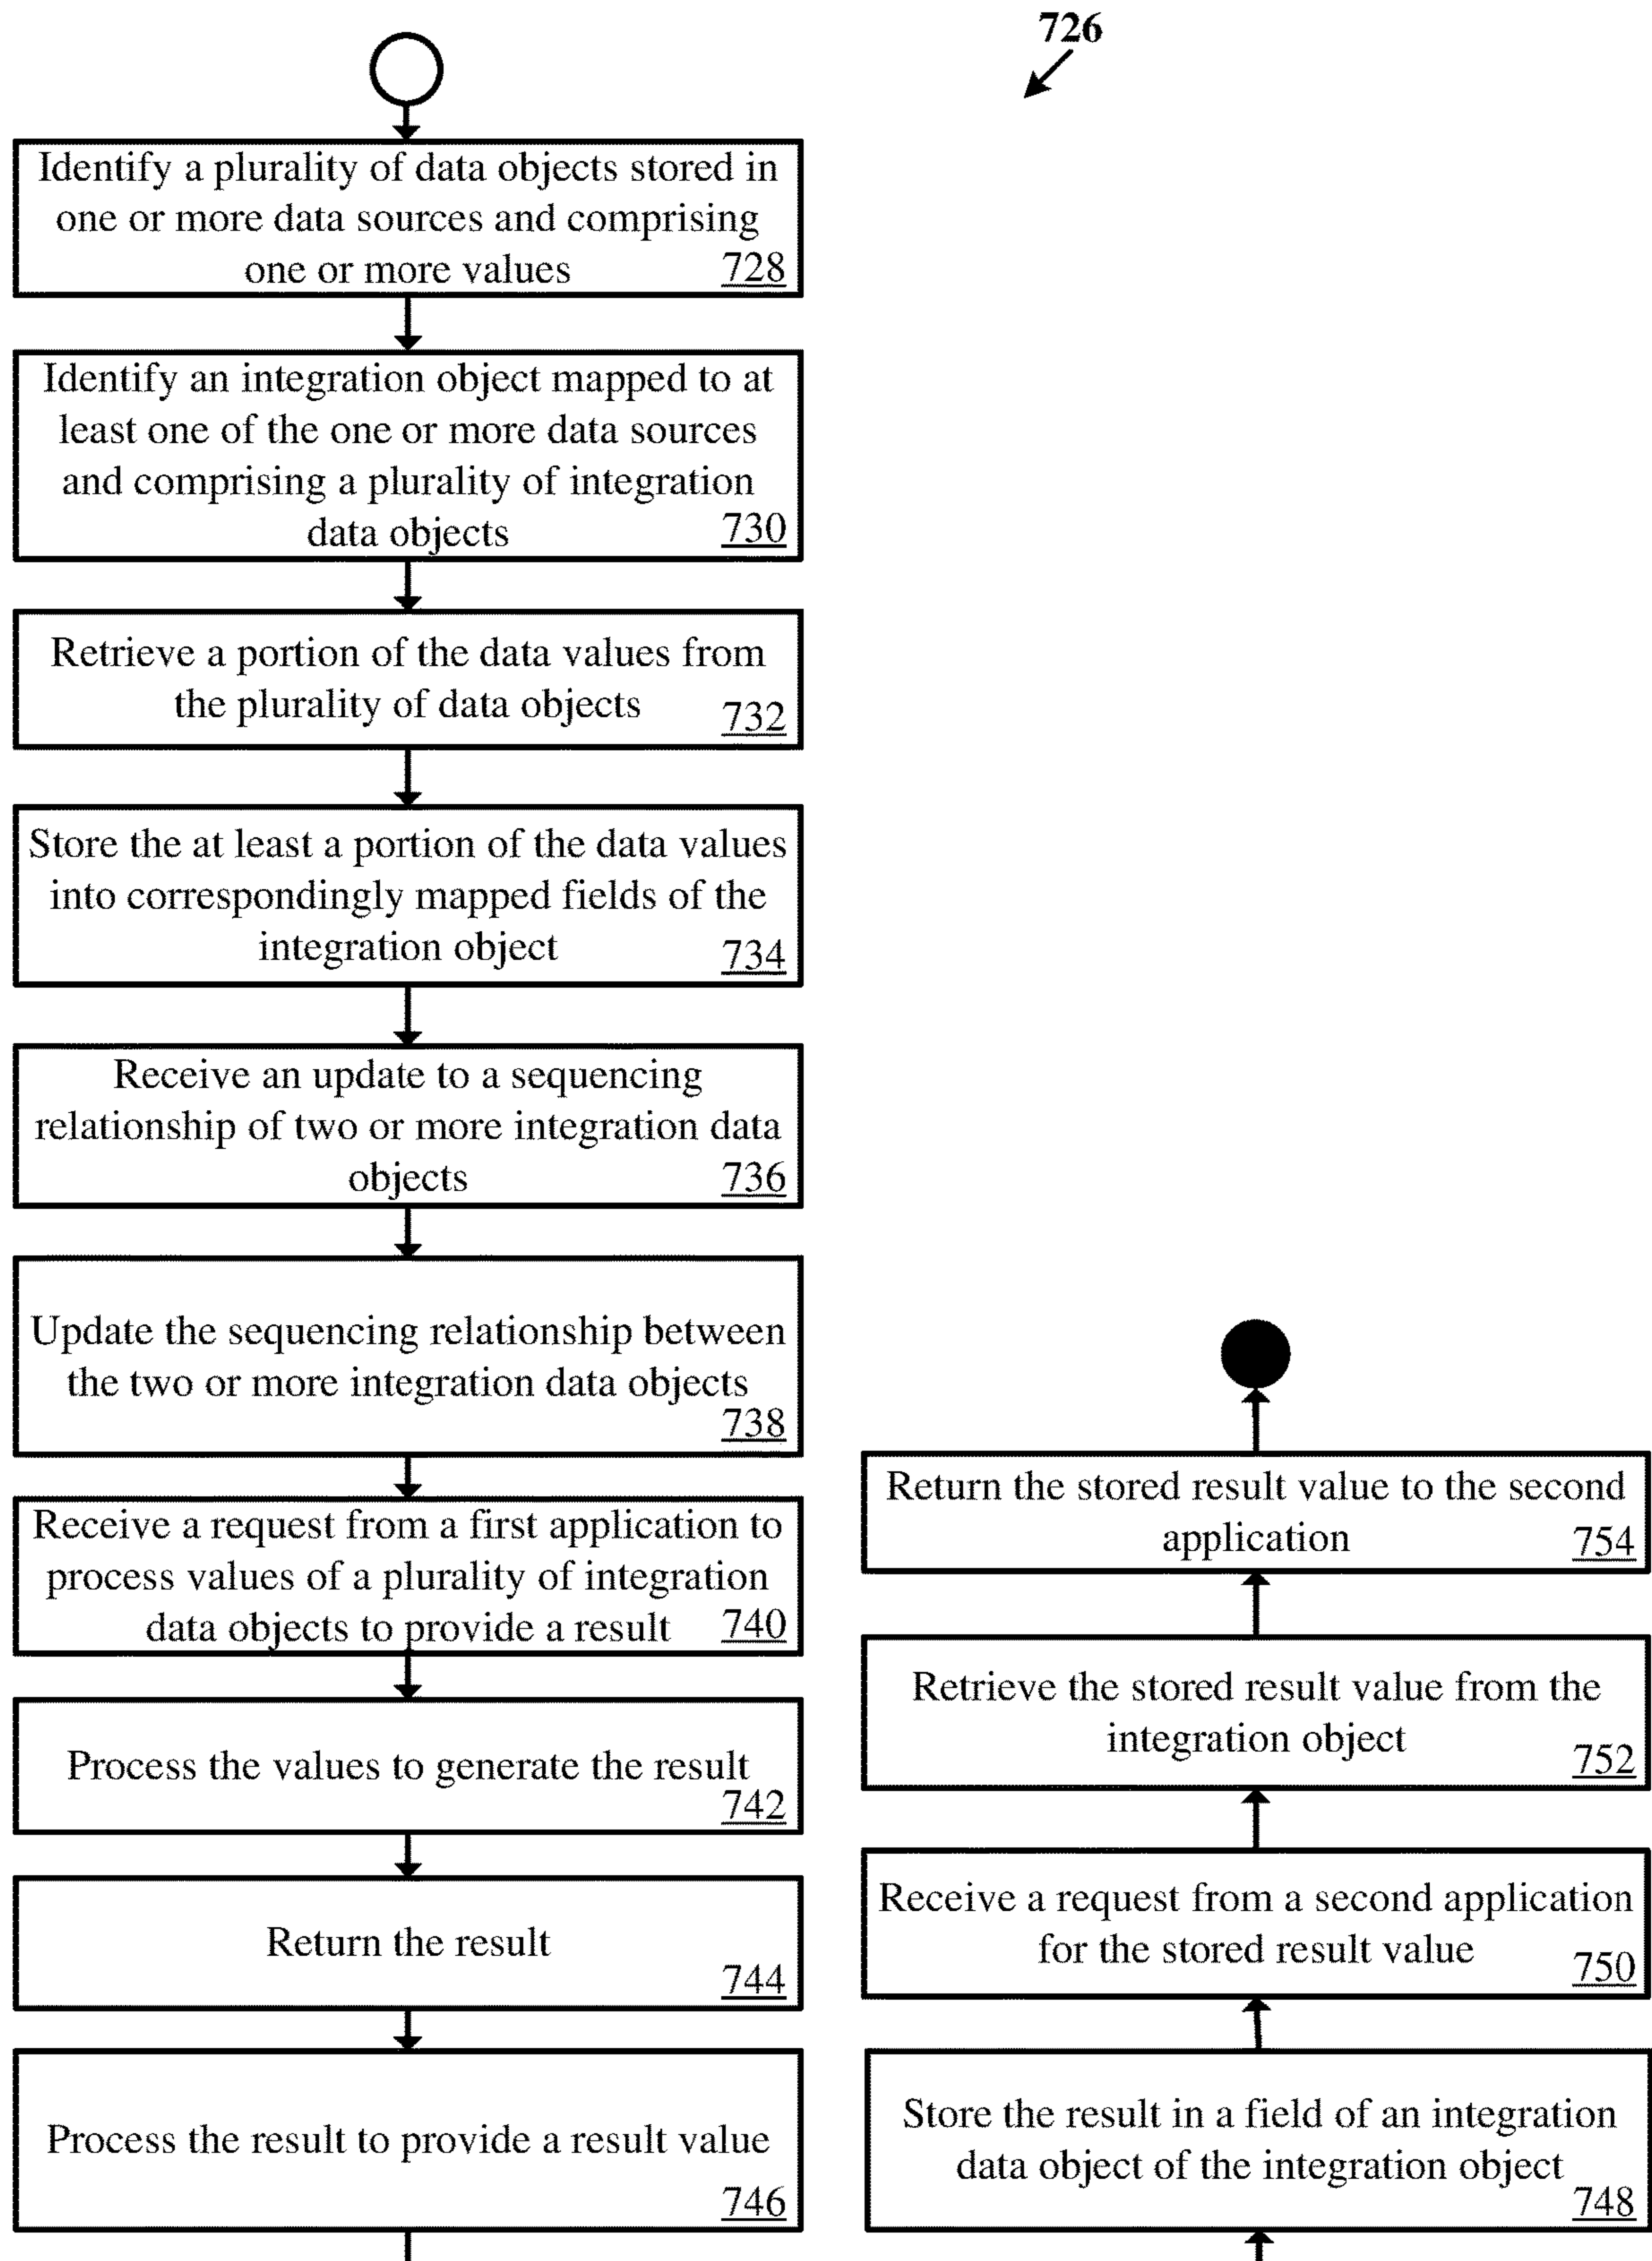 726
Identify a plurality of data objects stored in
one or more data sources and comprising
one or more values 728
Identify an integration object mapped to at
least one of the one or more data sources
and comprising a plurality of integration
data objects 730
Retrieve a portion of the data values from
the plurality of data objects 732
Store the at least a portion of the data values
into correspondingly mapped fields of the
integration object 734
Receive an update to a sequencing
relationship of two or more integration data
objects 736
Update the sequencing relationship between
the two or more integration data objects
738
Receive a request from a first application to
process values of a plurality of integration
data objects to provide a result 740
Process the values to generate the result
742
Return the result
744
Process the result to provide a result value
746
Store the result in a field of an integration
data object of the integration object
748
Receive a request from a second application
for the stored result value 750
Retrieve the stored result value from the
integration object 752
Return the stored result value to the second
application 754